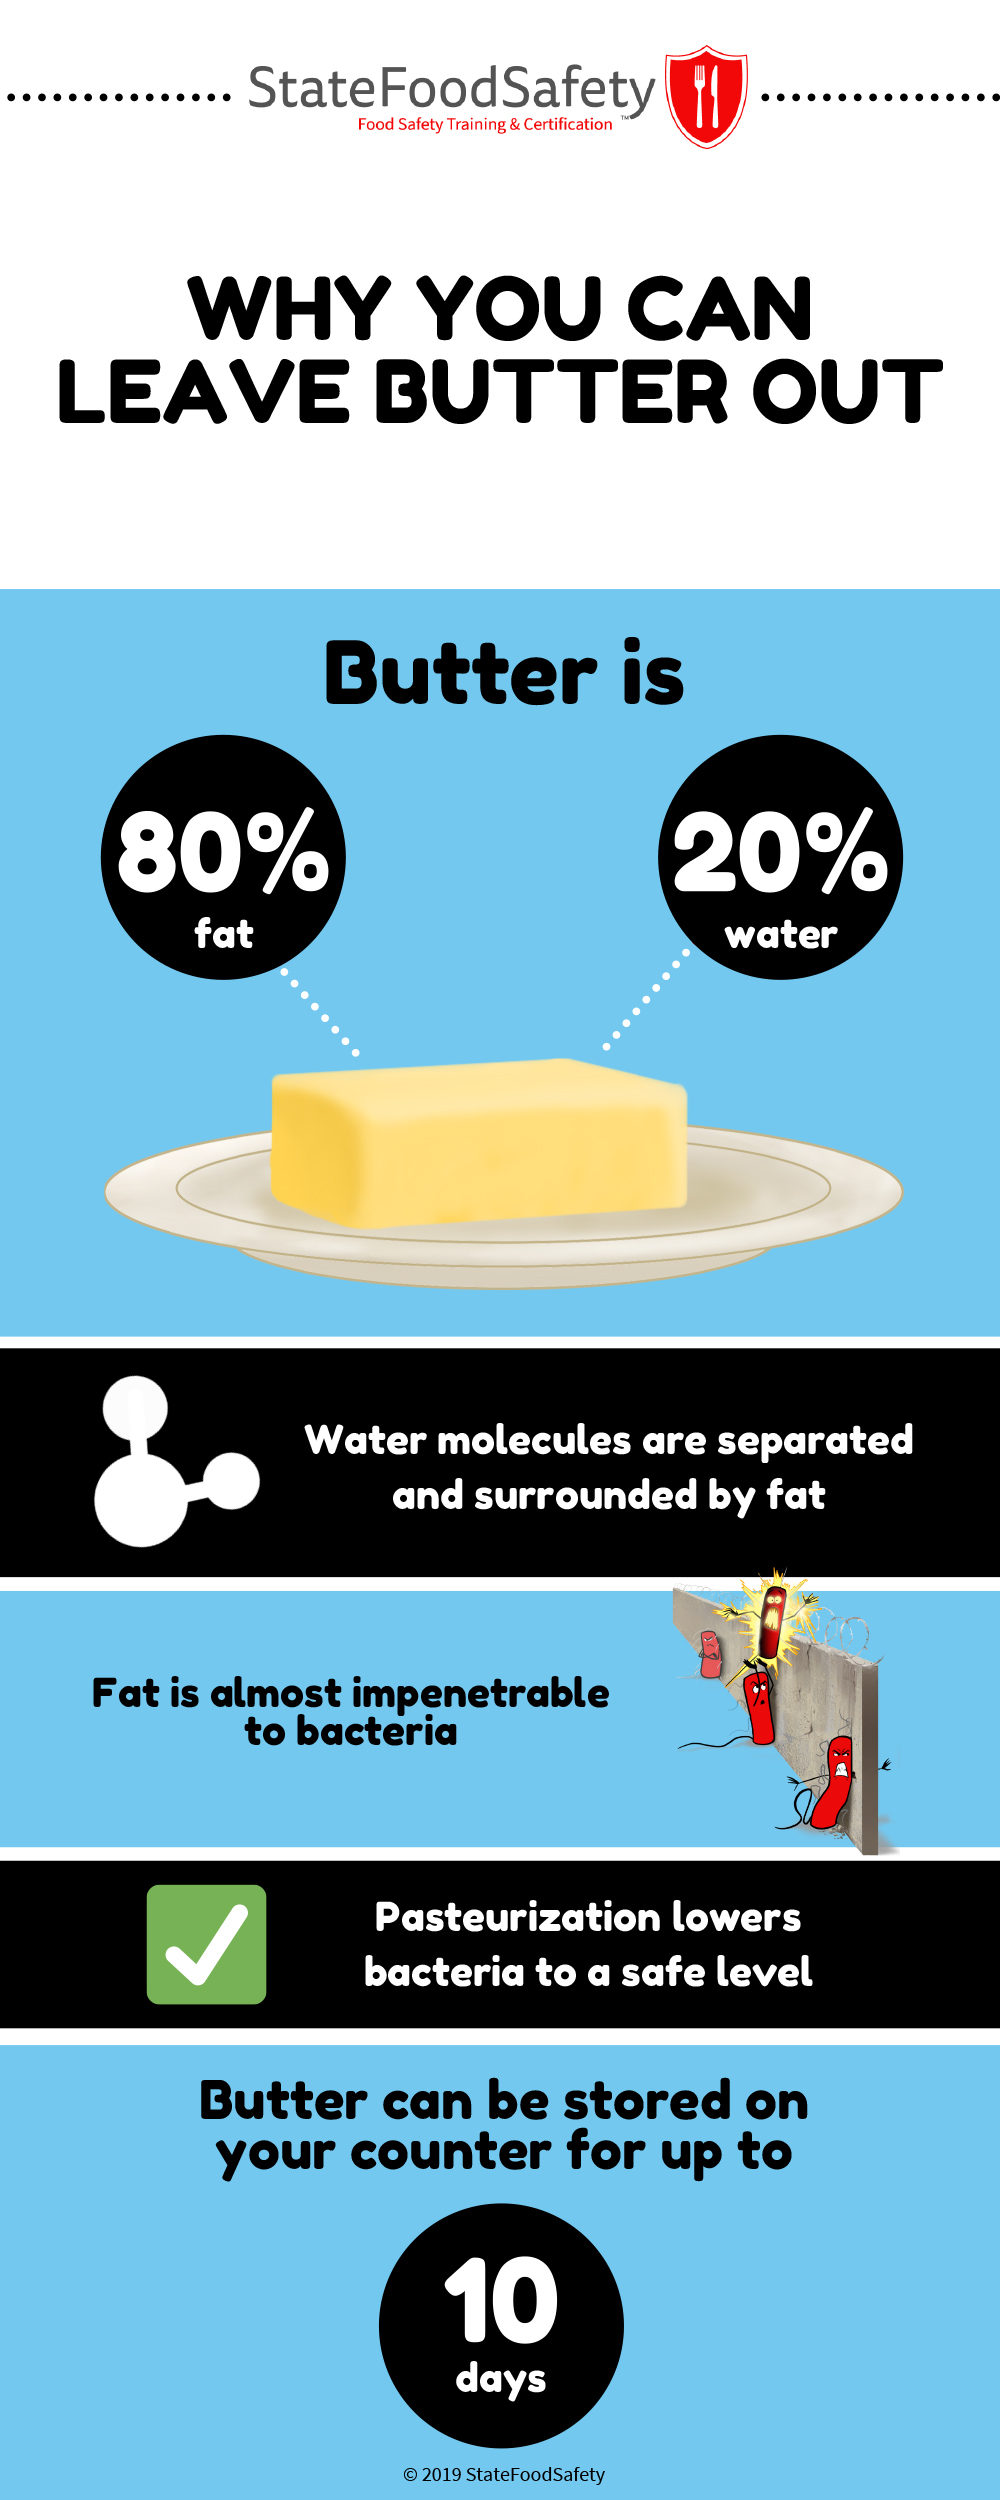 StateFoodSafety™
Food Safety Training & Certification
WHY YOU CAN
LEAVE BUTTER OUT
Butter is
80%
fat
20%
water
Water molecules are separated
and surrounded by fat
Fat is almost impenetrable
to bacteria
Pasteurization lowers
bacteria to a safe level
Butter can be stored on
your counter for up to
10
days
© 2019 StateFoodSafety